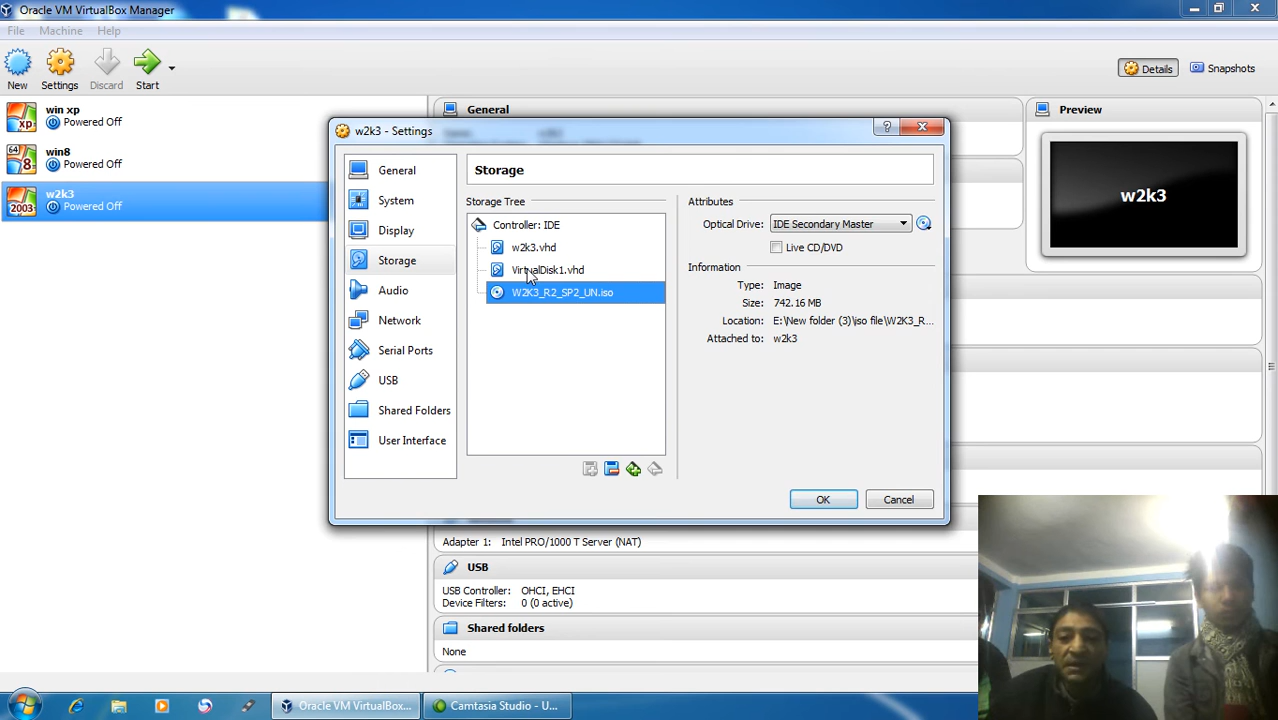 Oracle VM VirtualBox Manager
File Machine Help
New Settings Discard Start
Details Snapshots
win xp
Powered Off
64
win8
8
Powered Off
w2k3
2003
Powered Off
General
Preview
w2k3
w2k3 - Settings
General
System
Display
Storage
Audio
Network
Serial Ports
USB
Shared Folders
User Interface
Storage
Storage Tree
Controller: IDE
w2k3.vhd
VirtualDisk1.vhd
W2K3_R2_SP2_UN.iso
Attributes
Optical Drive: IDE Secondary Master
Live CD/DVD
Information
Type: Image
Size: 742.16 MB
Location: E:\New folder (3)\iso file\W2K3_R...
Attached to: w2k3
OK Cancel
Adapter 1: Intel PRO/1000 T Server (NAT)
USB
USB Controller: OHCI, EHCI
Device Filters: 0 (0 active)
Shared folders
None
Oracle VM VirtualBox... Camtasia Studio - U...